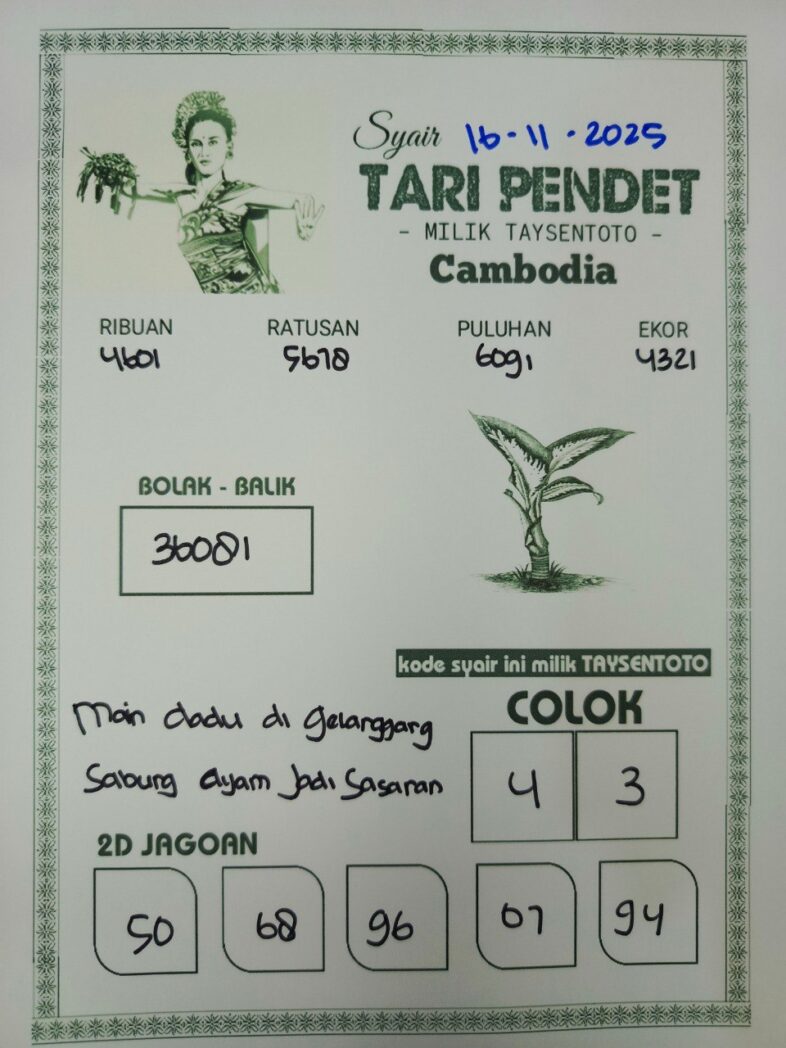 Syair 16-11-2025
TARI PENDET
- MILIK TAYSENTOTO -
Cambodia
RIBUAN RATUSAN PULUHAN EKOR
4601 5678 6091 4321
BOLAK - BALIK
36081
kode syair ini milik TAYSENTOTO
Main dadu di gelanggang
Sabung ayam Jadi Sasaran
COLOK
4 3
2D JAGOAN
50 68 96 07 94